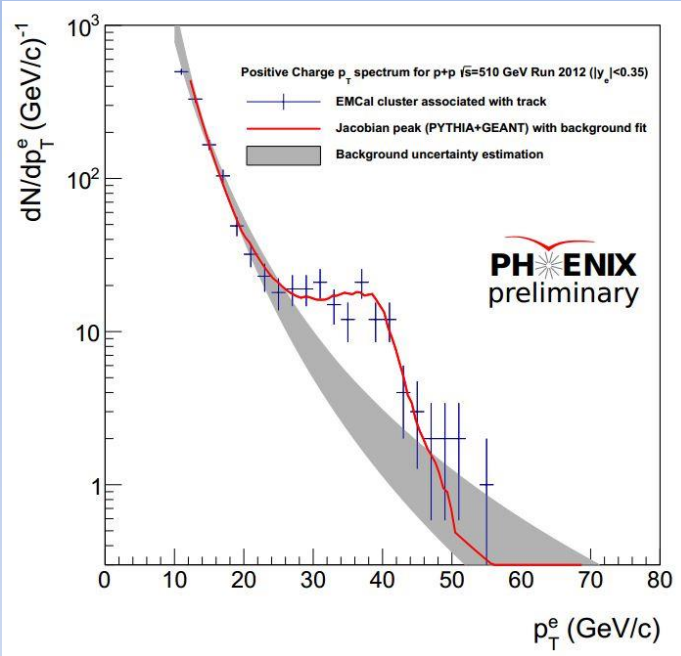 Positive Charge p_T spectrum for p+p √s=510 GeV Run 2012 (|y_e|<0.35)
EMCal cluster associated with track
Jacobian peak (PYTHIA+GEANT) with background fit
Background uncertainty estimation
PHENIX
preliminary
dN/dp_T^e (GeV/c)^-1
10^3
10^2
10
1
0 10 20 30 40 50 60 70 80
p_T^e (GeV/c)